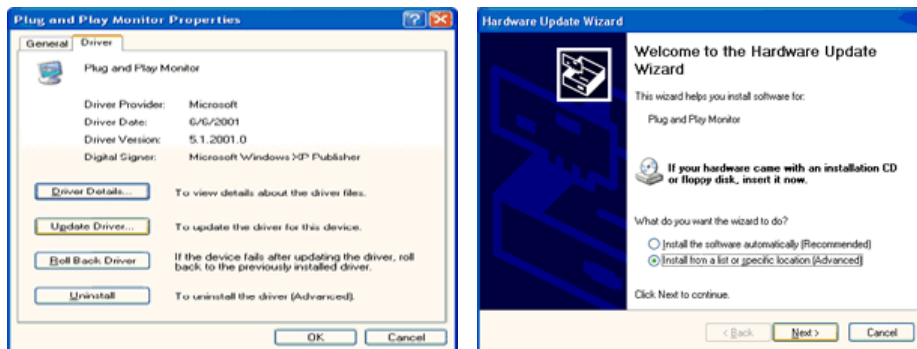 Plug and Play Monitor Properties
General Driver
Plug and Play Monitor
Driver Provider: Microsoft
Driver Date: 6/6/2001
Driver Version: 5.1.2001.0
Digital Signer: Microsoft Windows XP Publisher
Driver Details... To view details about the driver files.
Update Driver... To update the driver for this device.
Roll Back Driver If the device fails after updating the driver, roll
back to the previously installed driver.
Uninstall To uninstall the driver (Advanced).
OK Cancel
Hardware Update Wizard
Welcome to the Hardware Update
Wizard
This wizard helps you install software for:
Plug and Play Monitor
If your hardware came with an installation CD
or floppy disk, insert it now.
What do you want the wizard to do?
Install the software automatically (Recommended)
Install from a list or specific location (Advanced)
Click Next to continue.
< Back Next > Cancel